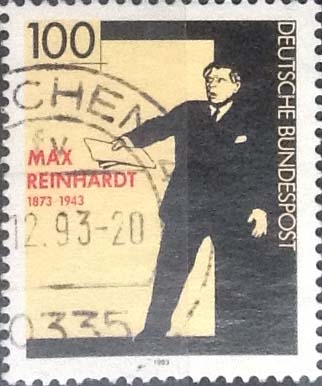 100
DEUTSCHE BUNDESPOST
CHEN
MAX
REINHARDT
1873-1943
12.93-20
0335
1993